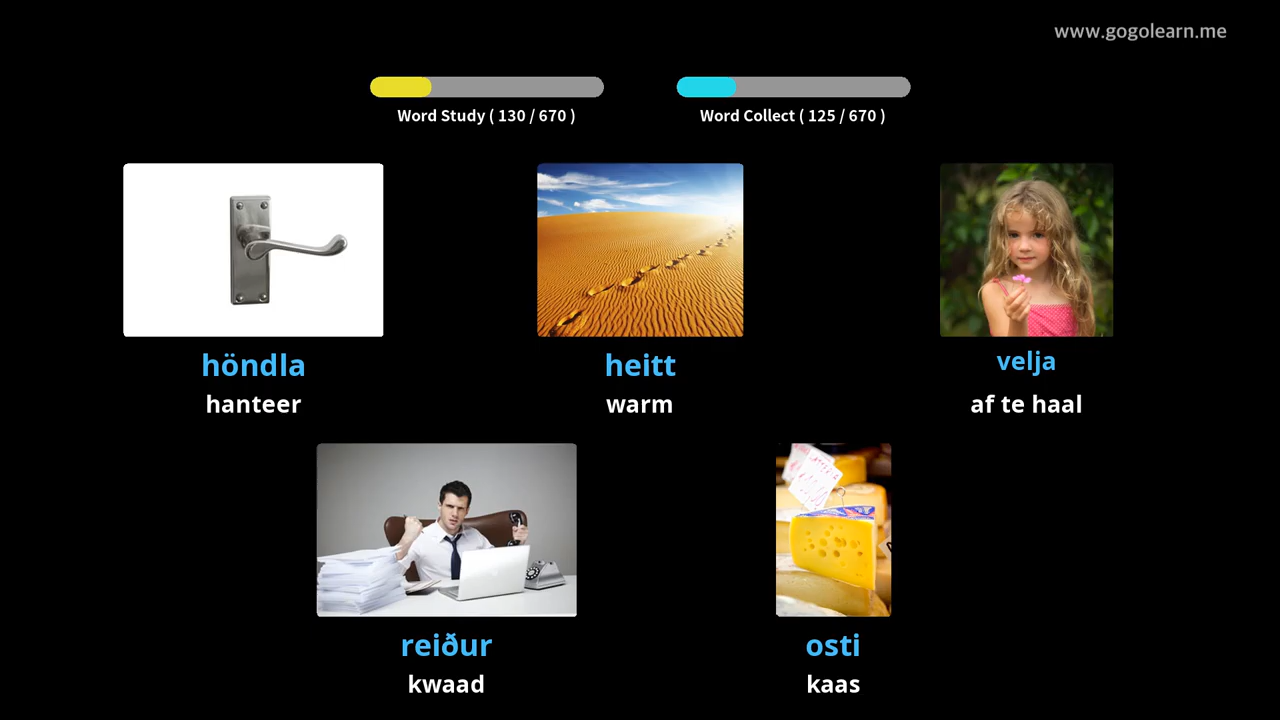 www.gogolearn.me
Word Study ( 130 / 670 )
Word Collect ( 125 / 670 )
höndla
heitt
velja
hanteer
warm
af te haal
reiður
osti
kwaad
kaas